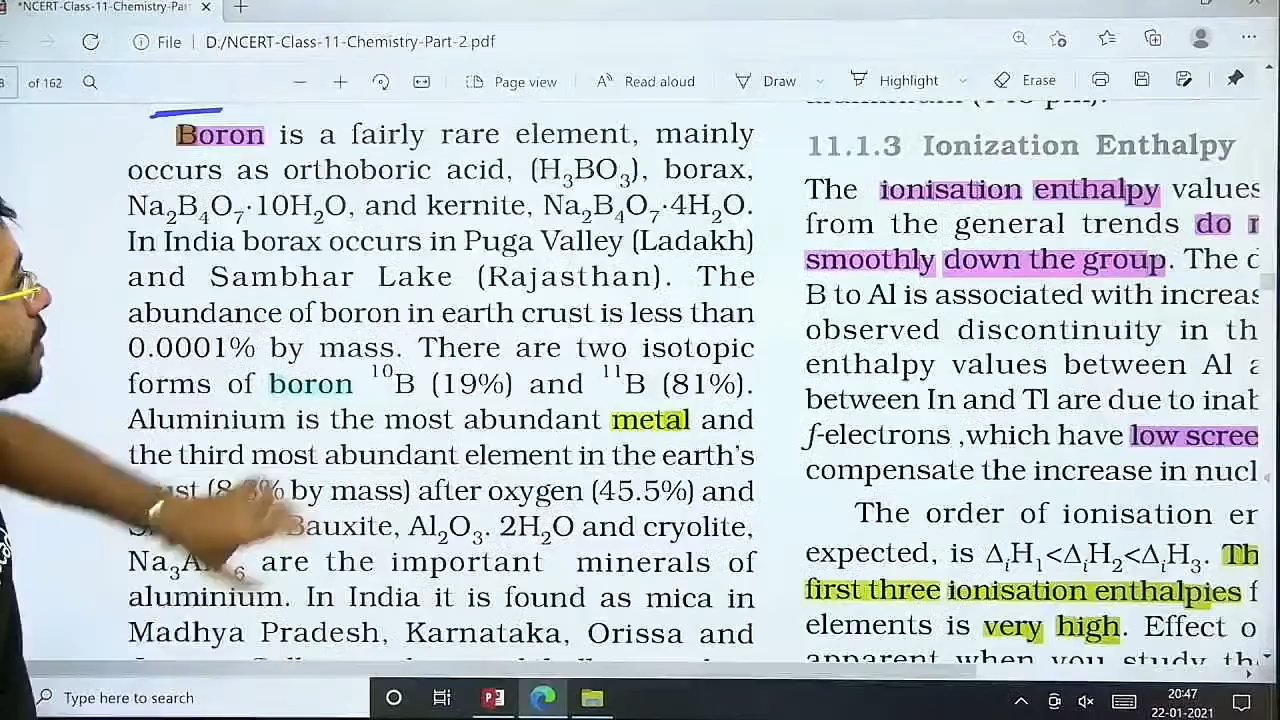 *NCERT-Class-11-Chemistry-Par
File
D:/NCERT-Class-11-Chemistry-Part-2.pdf
of 162
Page view
Read aloud
Draw
Highlight
Erase
Boron is a fairly rare element, mainly
occurs as orthoboric acid, (H₃BO₃), borax,
Na₂B₄O₇·10H₂O, and kernite, Na₂B₄O₇·4H₂O.
In India borax occurs in Puga Valley (Ladakh)
and Sambhar Lake (Rajasthan). The
abundance of boron in earth crust is less than
0.0001% by mass. There are two isotopic
forms of boron ¹⁰B (19%) and ¹¹B (81%).
Aluminium is the most abundant metal and
the third most abundant element in the earth's
by mass) after oxygen (45.5%) and
Bauxite, Al₂O₃. 2H₂O and cryolite,
are the important minerals of
aluminium. In India it is found as mica in
Madhya Pradesh, Karnataka, Orissa and
11.1.3 Ionization Enthalpy
The ionisation enthalpy values
from the general trends do
smoothly down the group. The
B to Al is associated with increas
observed discontinuity in th
enthalpy values between Al
between In and Tl are due to inab
f-electrons ,which have low scree
compensate the increase in nucl
The order of ionisation en
expected, is ΔᵢH₁<ΔᵢH₂<ΔᵢH₃. Th
first three ionisation enthalpies f
elements is very high. Effect o
apparent when you study th
Type here to search
20:47
22-01-2021